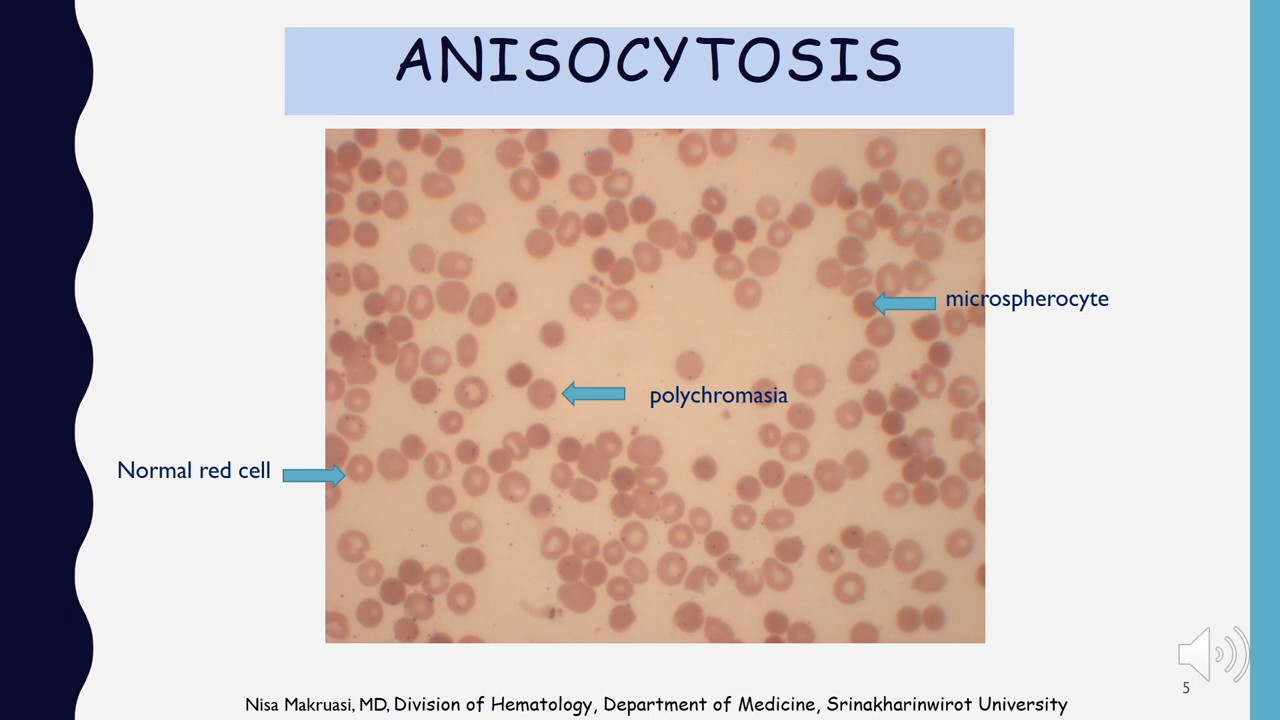 ANISOCYTOSIS
microspherocyte
polychromasia
Normal red cell
5
Nisa Makruasi, MD, Division of Hematology, Department of Medicine, Srinakharinwirot University